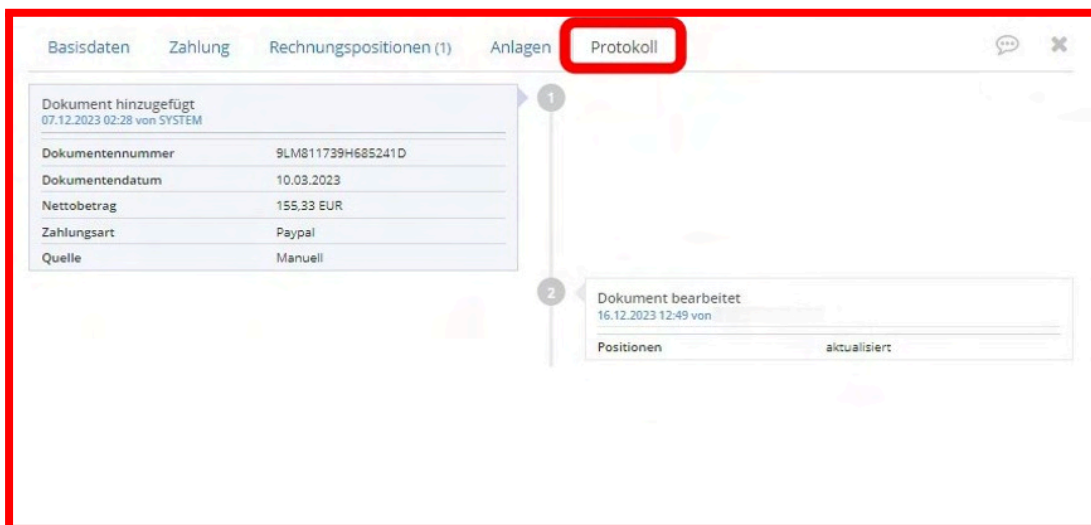 Basisdaten Zahlung Rechnungspositionen (1) Anlagen Protokoll
Dokument hinzugefügt
07.12.2023 02:28 von SYSTEM
Dokumentennummer 9LM811739H685241D
Dokumentendatum 10.03.2023
Nettobetrag 155,33 EUR
Zahlungsart Paypal
Quelle Manuell
1
2
Dokument bearbeitet
16.12.2023 12:49 von
Positionen aktualisiert